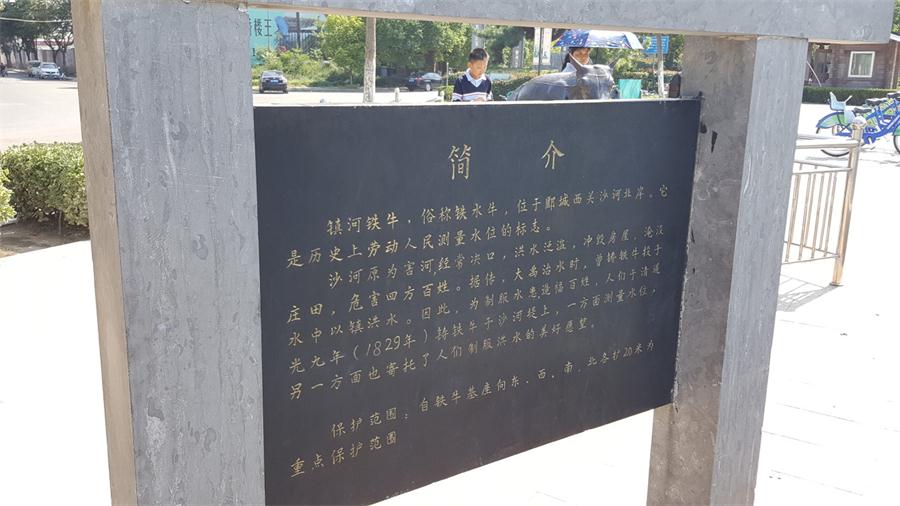 桥楼王
简 介
镇河铁牛，俗称铁水牛，位于郾城西关沙河北岸。它
是历史上劳动人民测量水位的标志。
沙河原为害河经常决口，洪水泛滥，冲毁房屋，淹没
庄田，危害四方百姓。据传，大禹治水时，曾铸铁牛投于
水中以镇洪水。因此，为制服水患造福百姓，人们于清道
光九年（1829年）铸铁牛于沙河堤上，一方面测量水位，
另一方面也寄托了人们制服洪水的美好愿望。
保护范围：自铁牛基座向东、西、南、北各扩20米为
重点保护范围